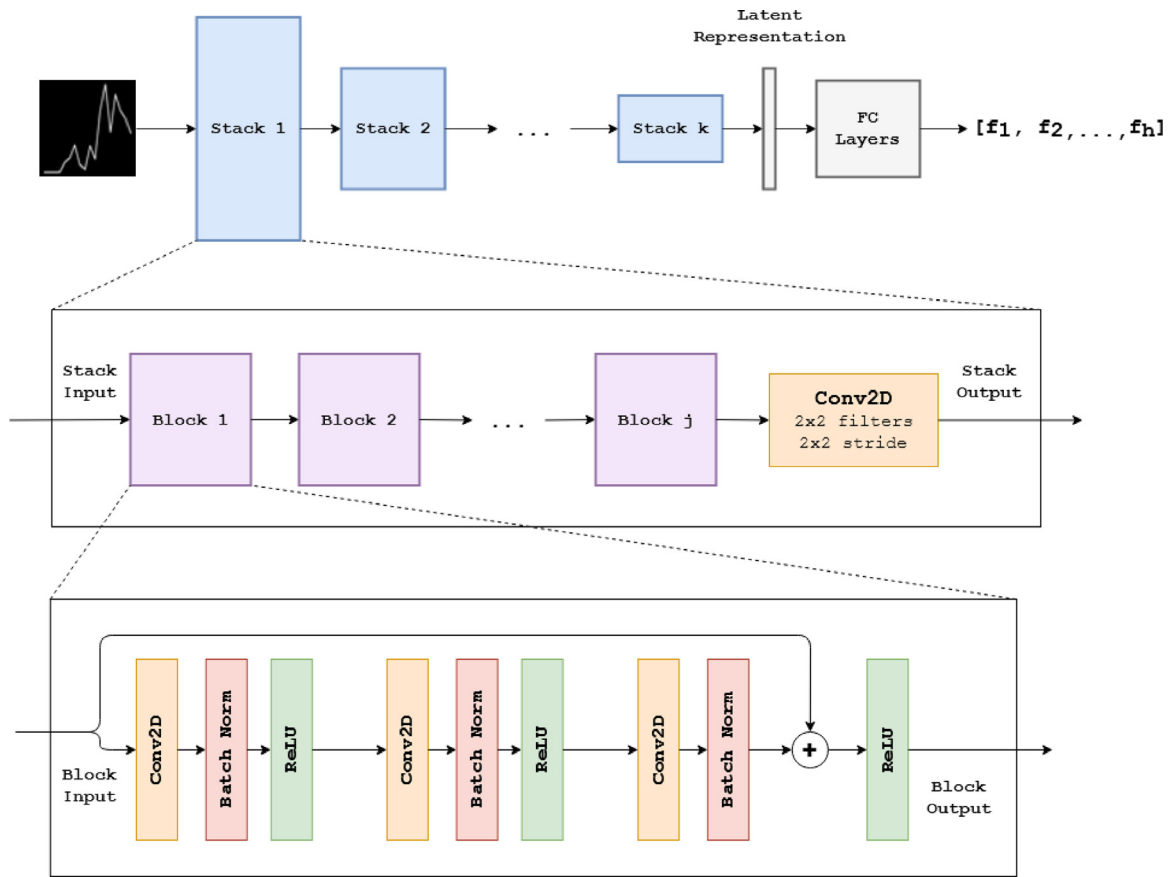 Latent
Representation
Stack 1
Stack 2
...
Stack k
FC
Layers
[f1, f2,...,fh]
Stack
Input
Block 1
Block 2
...
Block j
Conv2D
2x2 filters
2x2 stride
Stack
Output
Block
Input
Conv2D
Batch Norm
ReLU
Conv2D
Batch Norm
ReLU
Conv2D
Batch Norm
+
ReLU
Block
Output